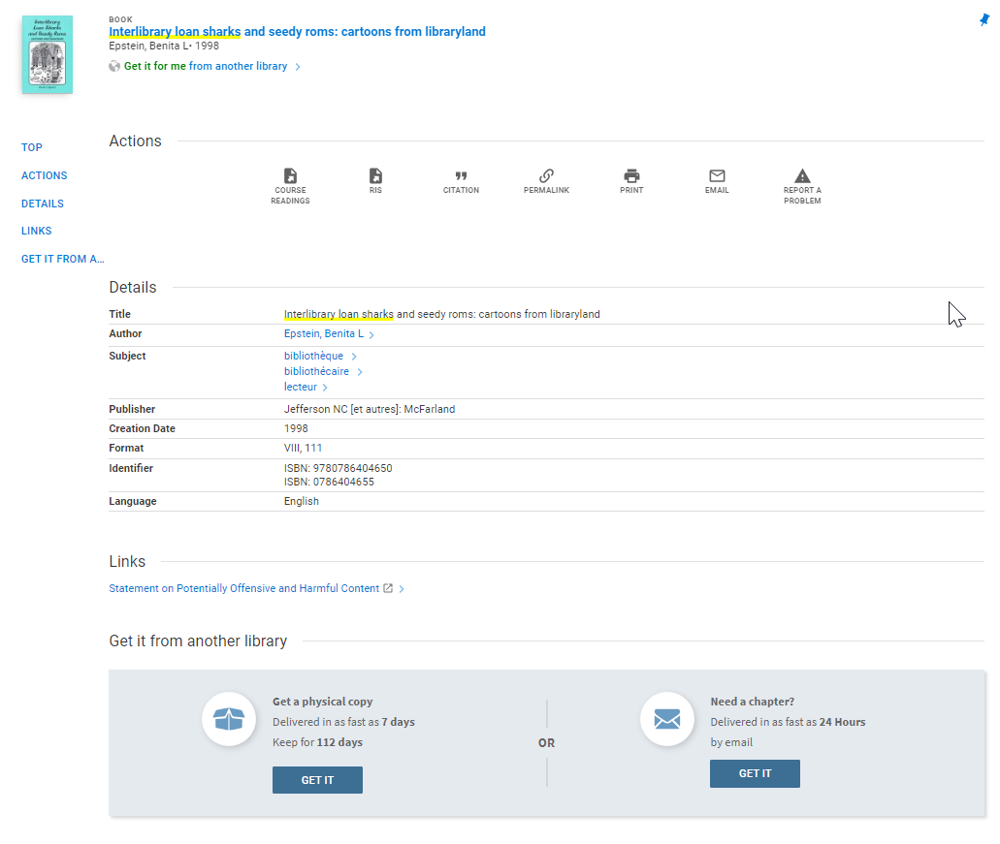 Interlibrary
Loan Sharks
and Seedy Roms
BOOK
Interlibrary loan sharks and seedy roms: cartoons from libraryland
Epstein, Benita L• 1998
Get it for me from another library
TOP
ACTIONS
DETAILS
LINKS
GET IT FROM A...
Actions
COURSE READINGS
RIS
CITATION
PERMALINK
PRINT
EMAIL
REPORT A PROBLEM
Details
Title Interlibrary loan sharks and seedy roms: cartoons from libraryland
Author Epstein, Benita L
Subject bibliothèque
bibliothécaire
lecteur
Publisher Jefferson NC [et autres]: McFarland
Creation Date 1998
Format VIII, 111
Identifier ISBN: 9780786404650
ISBN: 0786404655
Language English
Links
Statement on Potentially Offensive and Harmful Content
Get it from another library
Get a physical copy
Delivered in as fast as 7 days
Keep for 112 days
GET IT
OR
Need a chapter?
Delivered in as fast as 24 Hours
by email
GET IT